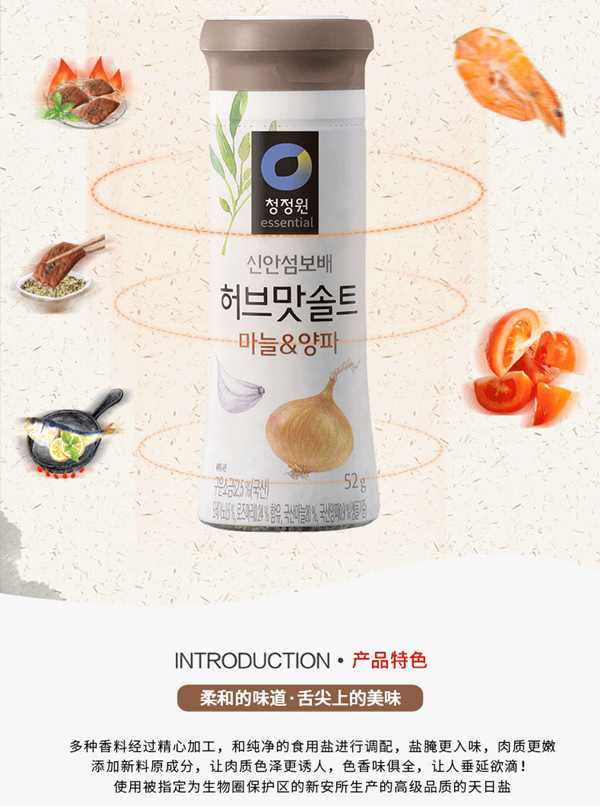 청정원
essential
신안섬보배
허브맛솔트
마늘&양파
52g
INTRODUCTION • 产品特色
柔和的味道·舌尖上的美味
多种香料经过精心加工，和纯净的食用盐进行调配，盐腌更入味，肉质更嫩
添加新料原成分，让肉质色泽更诱人，色香味俱全，让人垂延欲滴！
使用被指定为生物圈保护区的新安所生产的高级品质的天日盐